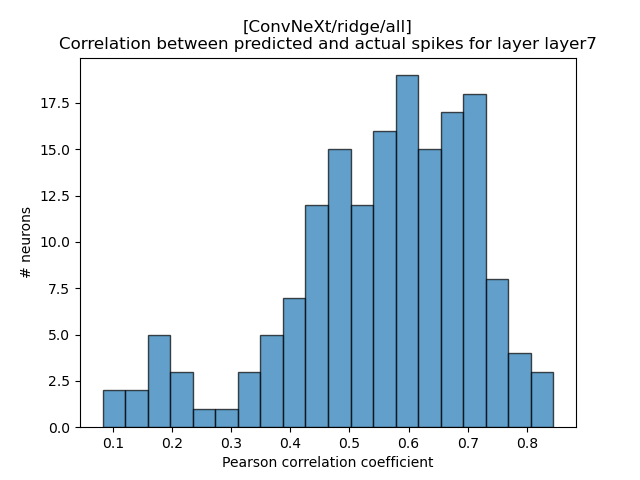 [ConvNeXt/ridge/all]
Correlation between predicted and actual spikes for layer layer7
17.5
15.0
12.5
10.0
7.5
5.0
2.5
0.0
# neurons
0.1 0.2 0.3 0.4 0.5 0.6 0.7 0.8
Pearson correlation coefficient